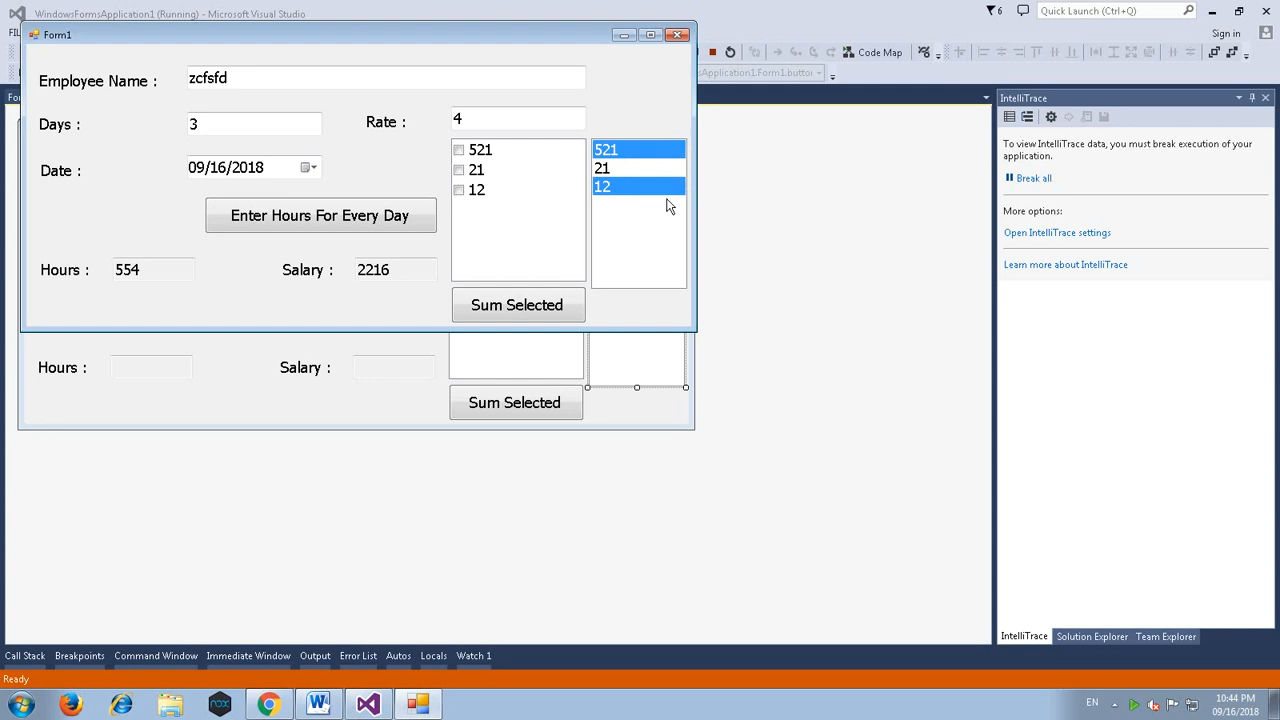 WindowsFormsApplication1 (Running) - Microsoft Visual Studio
6
Quick Launch (Ctrl+Q)
Form1
Sign in
Code Map
Employee Name :
zcfsfd
Application1.Form1.button
Days :
3
Rate :
4
Date :
09/16/2018
521
21
12
521
21
12
Enter Hours For Every Day
Hours :
554
Salary :
2216
Sum Selected
Hours :
Salary :
Sum Selected
IntelliTrace
To view IntelliTrace data, you must break execution of your
application.
Break all
More options:
Open IntelliTrace settings
Learn more about IntelliTrace
IntelliTrace
Solution Explorer
Team Explorer
Call Stack
Breakpoints
Command Window
Immediate Window
Output
Error List
Autos
Locals
Watch 1
Ready
nox
EN
10:44 PM
09/16/2018